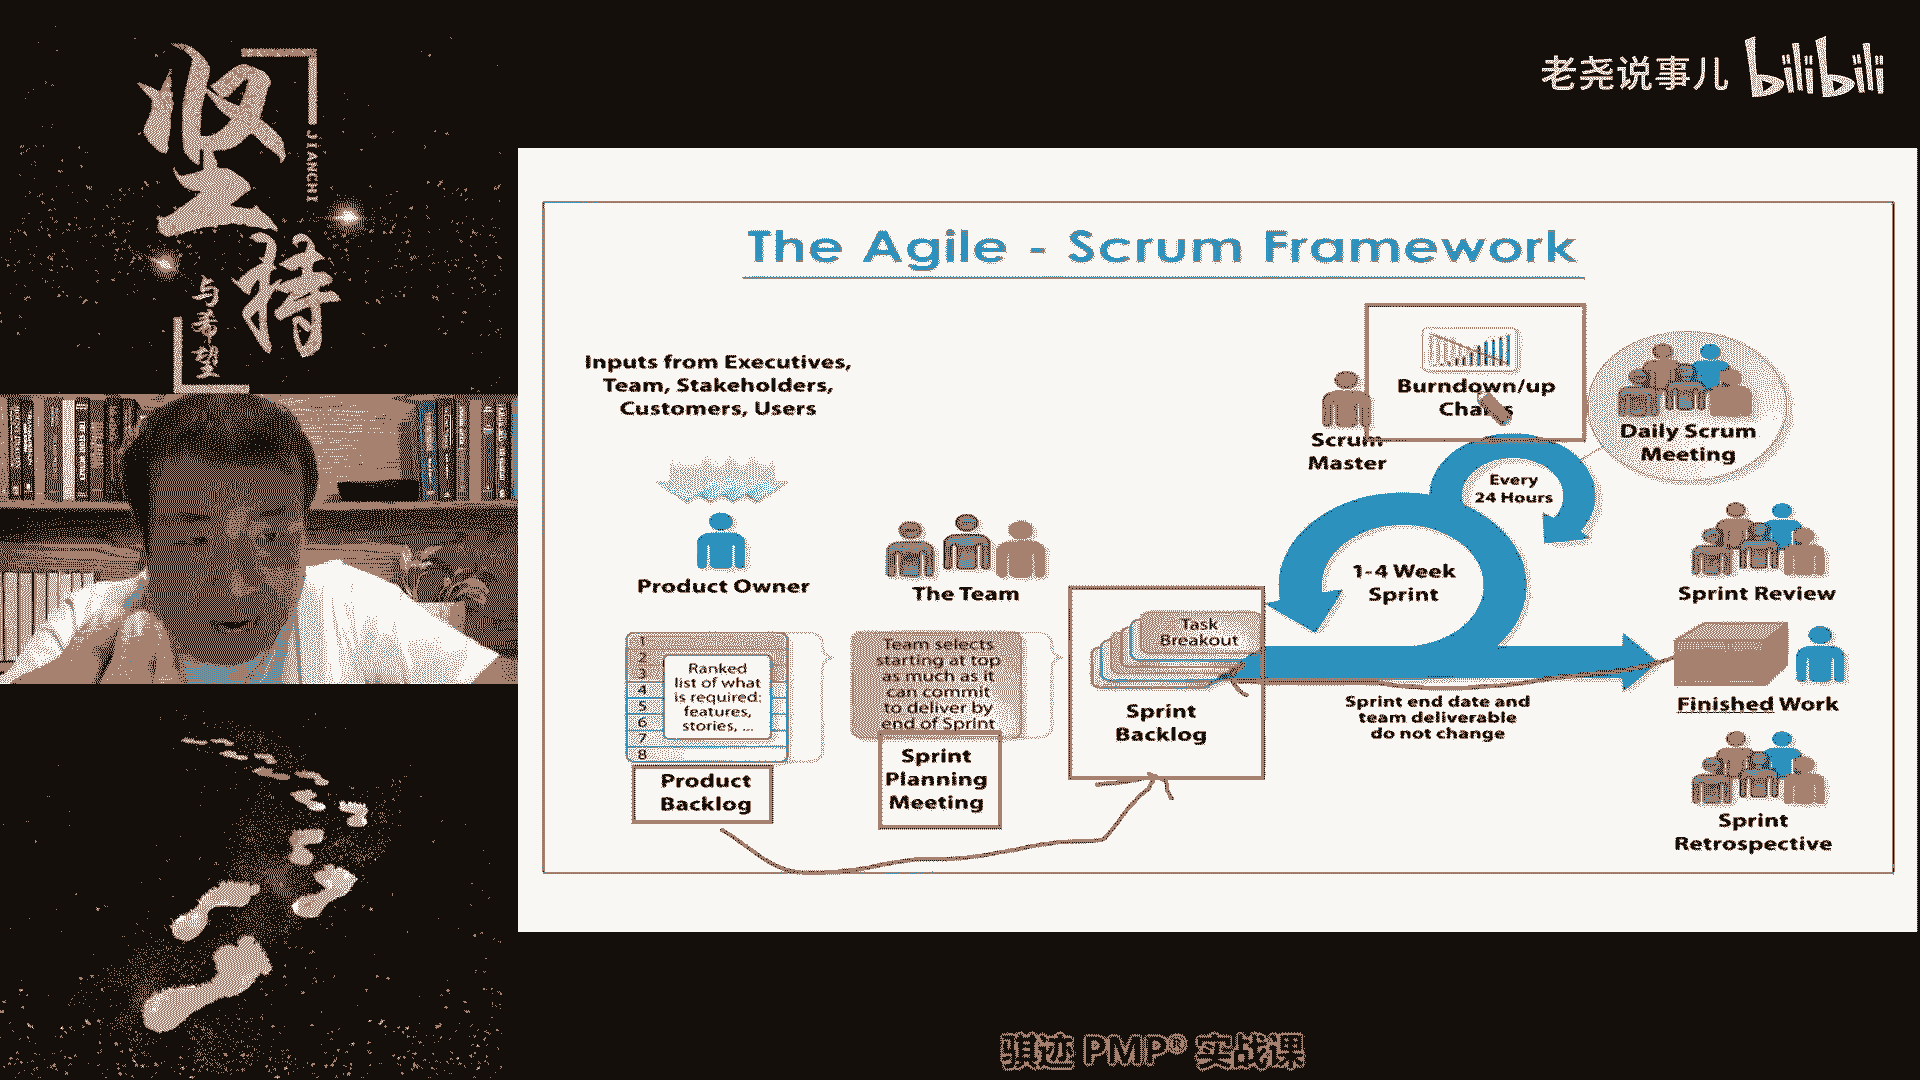 坚持
JIANCHI
与希望
老尧说事儿 bilibili
The Agile - Scrum Framework
Inputs from Executives,
Team, Stakeholders,
Customers, Users
Product Owner
The Team
1
2
3
4
5
6
7
8
Ranked
list of what
is required:
features,
stories, ...
Product
Backlog
Team selects
starting at top
as much as it
can commit
to deliver by
end of Sprint
Sprint
Planning
Meeting
Task
Breakout
Sprint
Backlog
Scrum
Master
Burndown/up
Charts
Every
24 Hours
Daily Scrum
Meeting
1-4 Week
Sprint
Sprint end date and
team deliverable
do not change
Sprint Review
Finished Work
Sprint
Retrospective
骐迹 PMP® 实战课